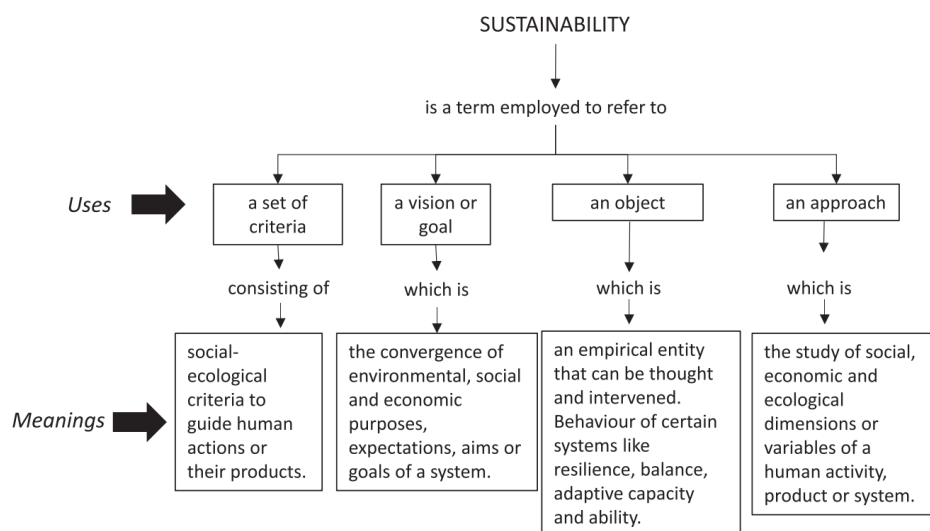 SUSTAINABILITY
is a term employed to refer to
Uses
a set of
criteria
a vision or
goal
an object
an approach
consisting of
which is
which is
which is
Meanings
social-
ecological
criteria to
guide human
actions or
their products.
the convergence of
environmental, social
and economic
purposes,
expectations, aims or
goals of a system.
an empirical entity
that can be thought
and intervened.
Behaviour of certain
systems like
resilience, balance,
adaptive capacity
and ability.
the study of social,
economic and
ecological
dimensions or
variables of a
human activity,
product or system.